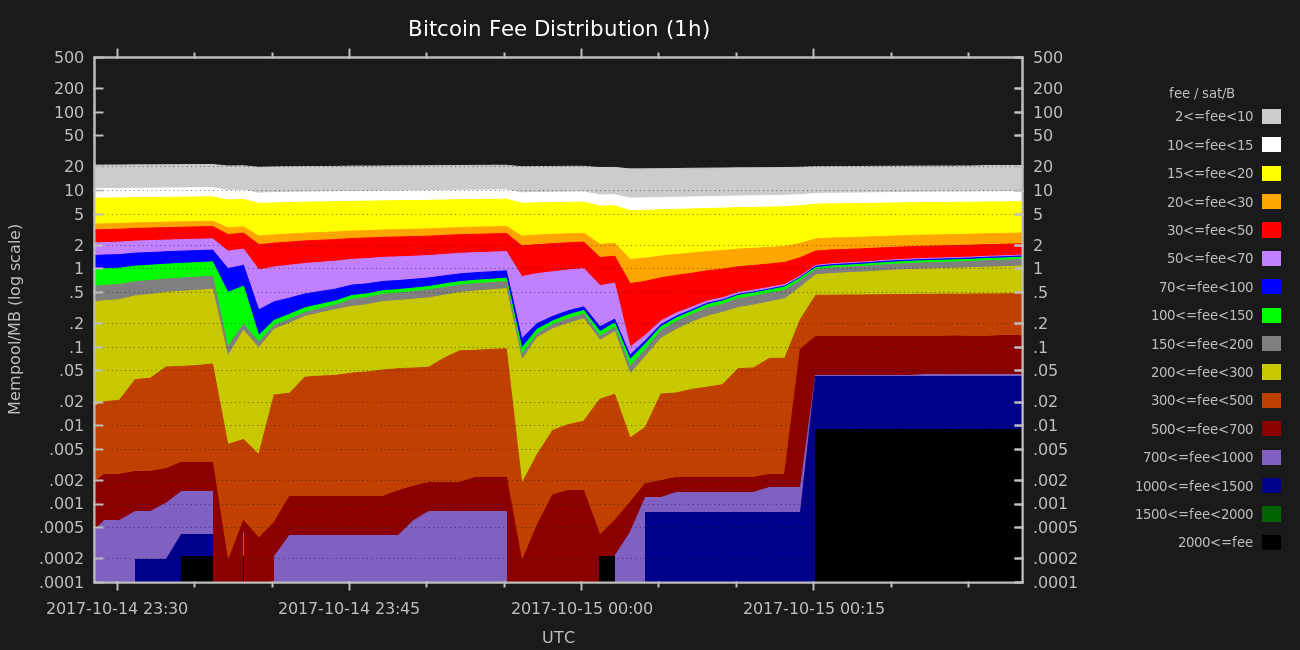 Bitcoin Fee Distribution (1h)
Mempool/MB (log scale)
500
200
100
50
20
10
5
2
1
.5
.2
.1
.05
.02
.01
.005
.002
.001
.0005
.0002
.0001
500
200
100
50
20
10
5
2
1
.5
.2
.1
.05
.02
.01
.005
.002
.001
.0005
.0002
.0001
2017-10-14 23:30 2017-10-14 23:45 2017-10-15 00:00 2017-10-15 00:15
UTC
fee / sat/B
2<=fee<10
10<=fee<15
15<=fee<20
20<=fee<30
30<=fee<50
50<=fee<70
70<=fee<100
100<=fee<150
150<=fee<200
200<=fee<300
300<=fee<500
500<=fee<700
700<=fee<1000
1000<=fee<1500
1500<=fee<2000
2000<=fee